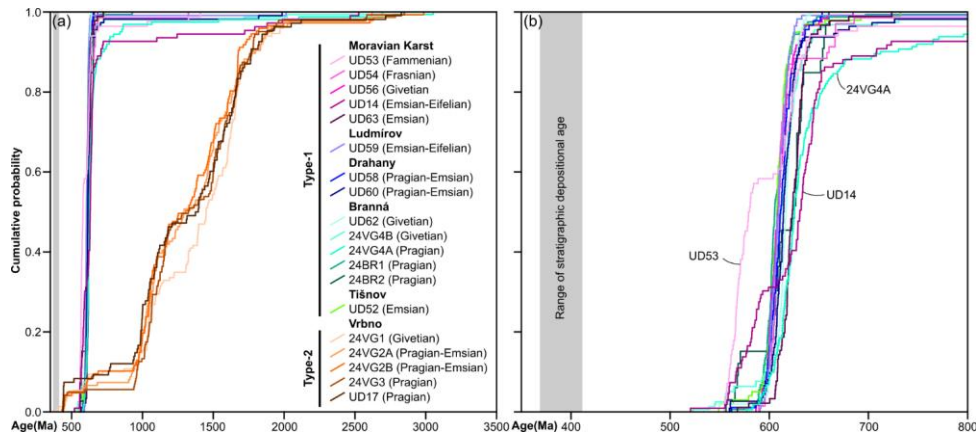 (a)
1.0
0.8
0.6
0.4
0.2
0.0
Cumulative probability
Age(Ma)
500
1000
1500
2000
2500
3000
3500
Type-1
Moravian Karst
UD53 (Fammenian)
UD54 (Frasnian)
UD56 (Givetian
UD14 (Emsian-Eifelian)
UD63 (Emsian)
Ludmírov
UD59 (Emsian-Eifelian)
Drahany
UD58 (Pragian-Emsian)
UD60 (Pragian-Emsian)
Branná
UD62 (Givetian)
24VG4B (Givetian)
24VG4A (Pragian)
24BR1 (Pragian)
24BR2 (Pragian)
Tišnov
UD52 (Emsian)
Type-2
Vrbno
24VG1 (Givetian)
24VG2A (Pragian-Emsian)
24VG2B (Pragian-Emsian)
24VG3 (Pragian)
UD17 (Pragian)
(b)
Range of stratigraphic depositional age
24VG4A
UD14
UD53
Age(Ma)
400
500
600
700
800